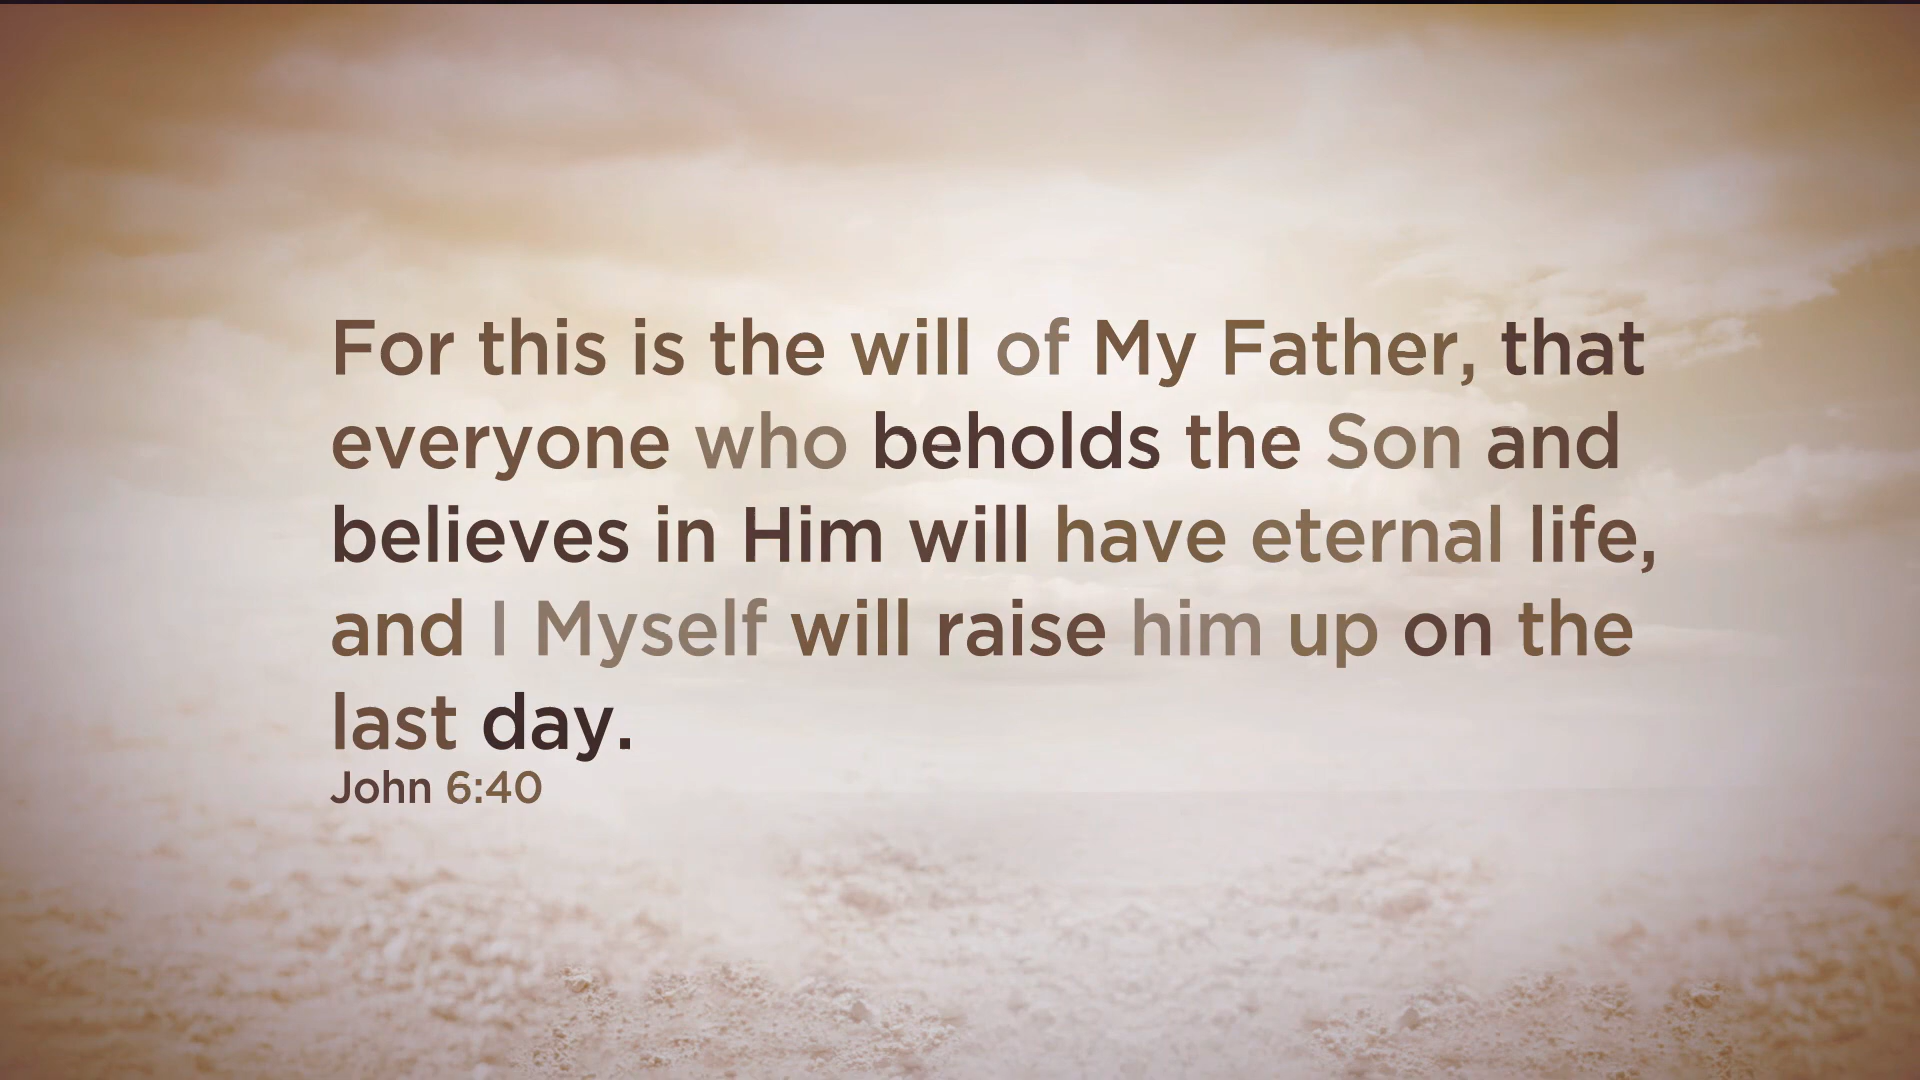 For this is the will of My Father, that
everyone who beholds the Son and
believes in Him will have eternal life,
and I Myself will raise him up on the
last day.
John 6:40